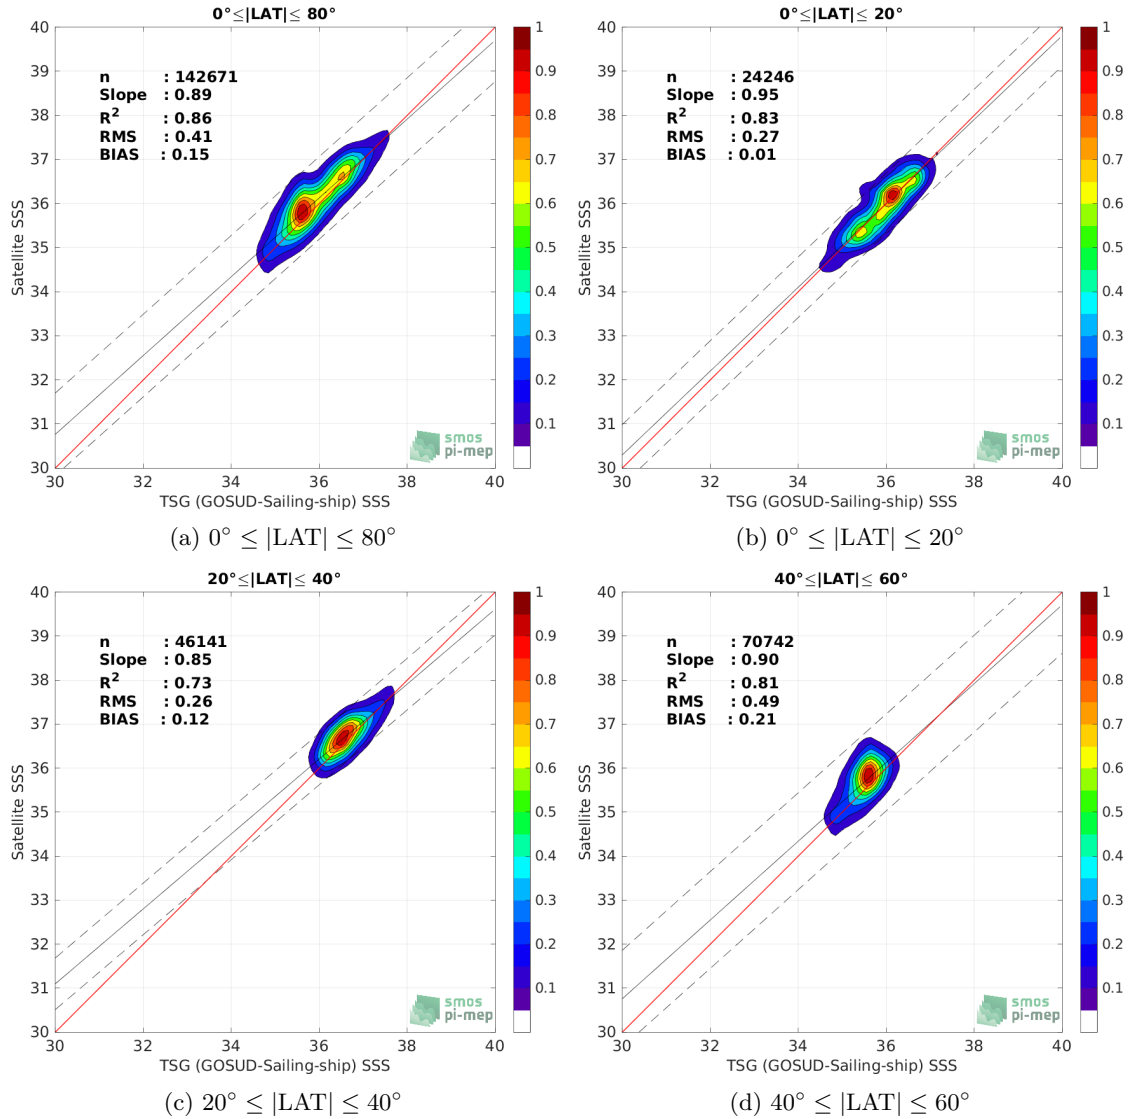 0°≤|LAT|≤ 80°
40
39
38
37
36
35
34
33
32
31
30
Satellite SSS
n : 142671
Slope : 0.89
R² : 0.86
RMS : 0.41
BIAS : 0.15
smos
pi-mep
30 32 34 36 38 40
TSG (GOSUD-Sailing-ship) SSS
1
0.9
0.8
0.7
0.6
0.5
0.4
0.3
0.2
0.1
(a) 0° ≤ |LAT| ≤ 80°
0°≤|LAT|≤ 20°
40
39
38
37
36
35
34
33
32
31
30
Satellite SSS
n : 24246
Slope : 0.95
R² : 0.83
RMS : 0.27
BIAS : 0.01
smos
pi-mep
30 32 34 36 38 40
TSG (GOSUD-Sailing-ship) SSS
1
0.9
0.8
0.7
0.6
0.5
0.4
0.3
0.2
0.1
(b) 0° ≤ |LAT| ≤ 20°
20°≤|LAT|≤ 40°
40
39
38
37
36
35
34
33
32
31
30
Satellite SSS
n : 46141
Slope : 0.85
R² : 0.73
RMS : 0.26
BIAS : 0.12
smos
pi-mep
30 32 34 36 38 40
TSG (GOSUD-Sailing-ship) SSS
1
0.9
0.8
0.7
0.6
0.5
0.4
0.3
0.2
0.1
(c) 20° ≤ |LAT| ≤ 40°
40°≤|LAT|≤ 60°
40
39
38
37
36
35
34
33
32
31
30
Satellite SSS
n : 70742
Slope : 0.90
R² : 0.81
RMS : 0.49
BIAS : 0.21
smos
pi-mep
30 32 34 36 38 40
TSG (GOSUD-Sailing-ship) SSS
1
0.9
0.8
0.7
0.6
0.5
0.4
0.3
0.2
0.1
(d) 40° ≤ |LAT| ≤ 60°